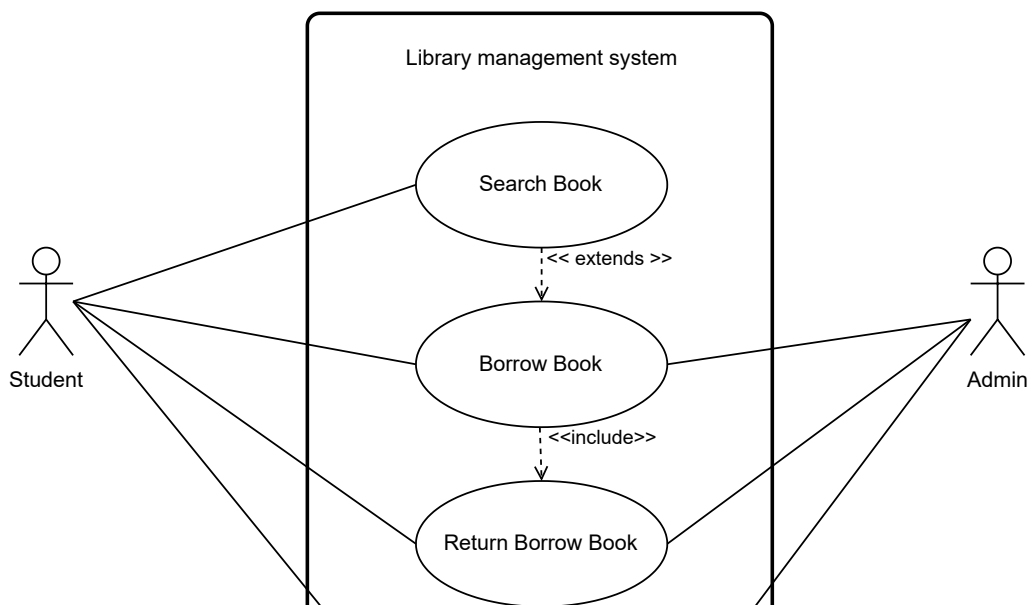 Library management system
Search Book
<< extends >>
Student
Borrow Book
Admin
<<include>>
Return Borrow Book